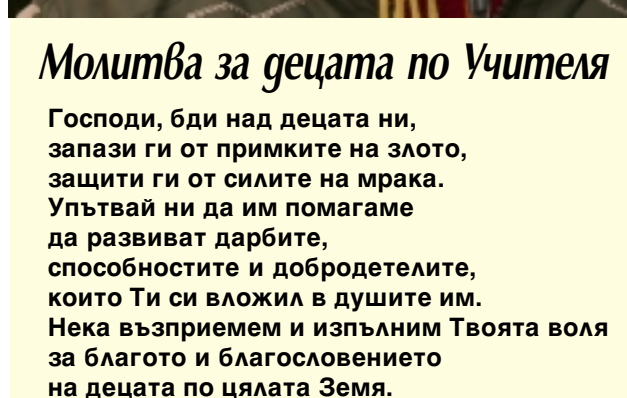 Молитва за децата по Учителя
Господи, бди над децата ни,
запази ги от примките на злото,
защити ги от силите на мрака.
Упътвай ни да им помагаме
да развиват дарбите,
способностите и добродетелите,
които Ти си вложил в душите им.
Нека възприемем и изпълним Твоята воля
за благото и благословението
на децата по цялата Земя.